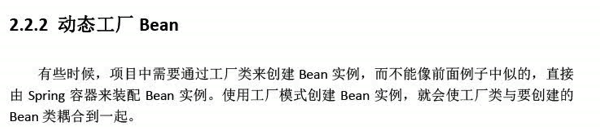 2.2.2 动态工厂 Bean
有些时候，项目中需要通过工厂类来创建 Bean 实例，而不能像前面例子中似的，直接
由 Spring 容器来装配 Bean 实例。使用工厂模式创建 Bean 实例，就会使工厂类与要创建的
Bean 类耦合到一起。